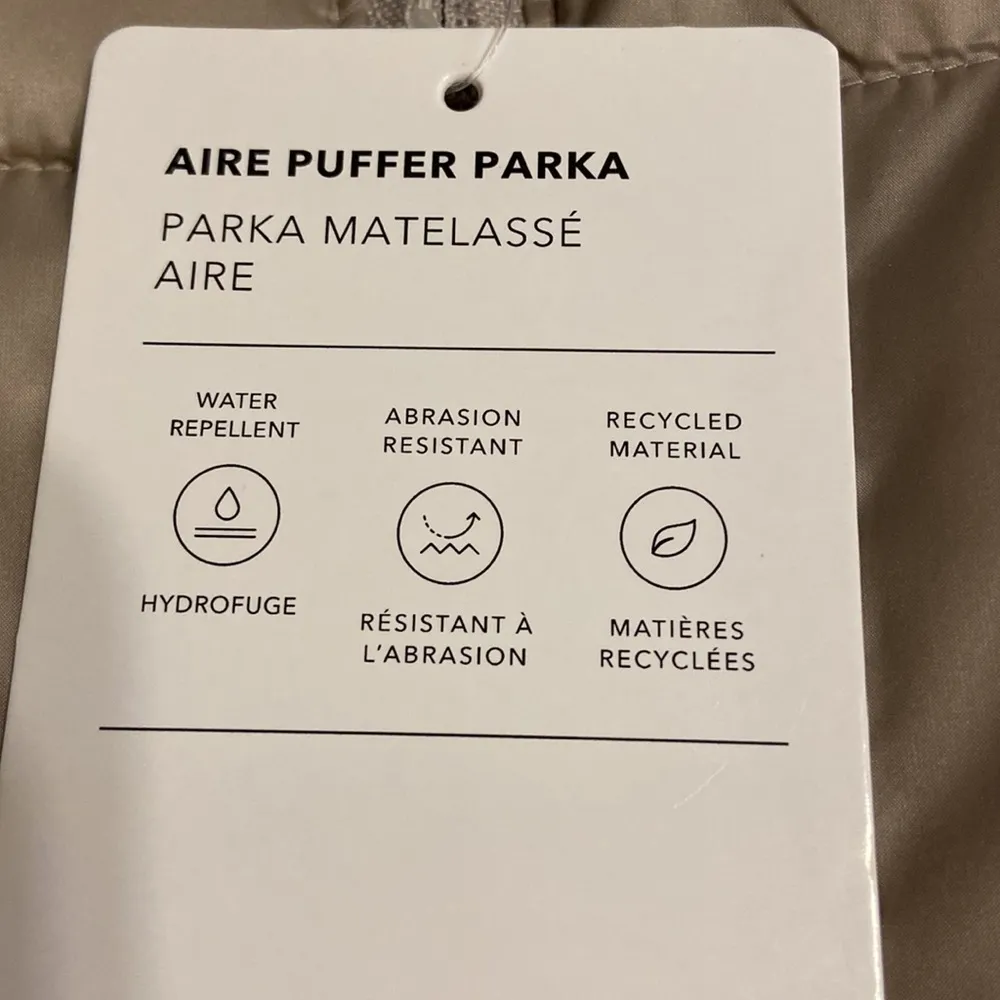 AIRE PUFFER PARKA
PARKA MATELASSÉ
AIRE
WATER
REPELLENT
HYDROFUGE
ABRASION
RESISTANT
RÉSISTANT À
L'ABRASION
RECYCLED
MATERIAL
MATIÈRES
RECYCLÉES